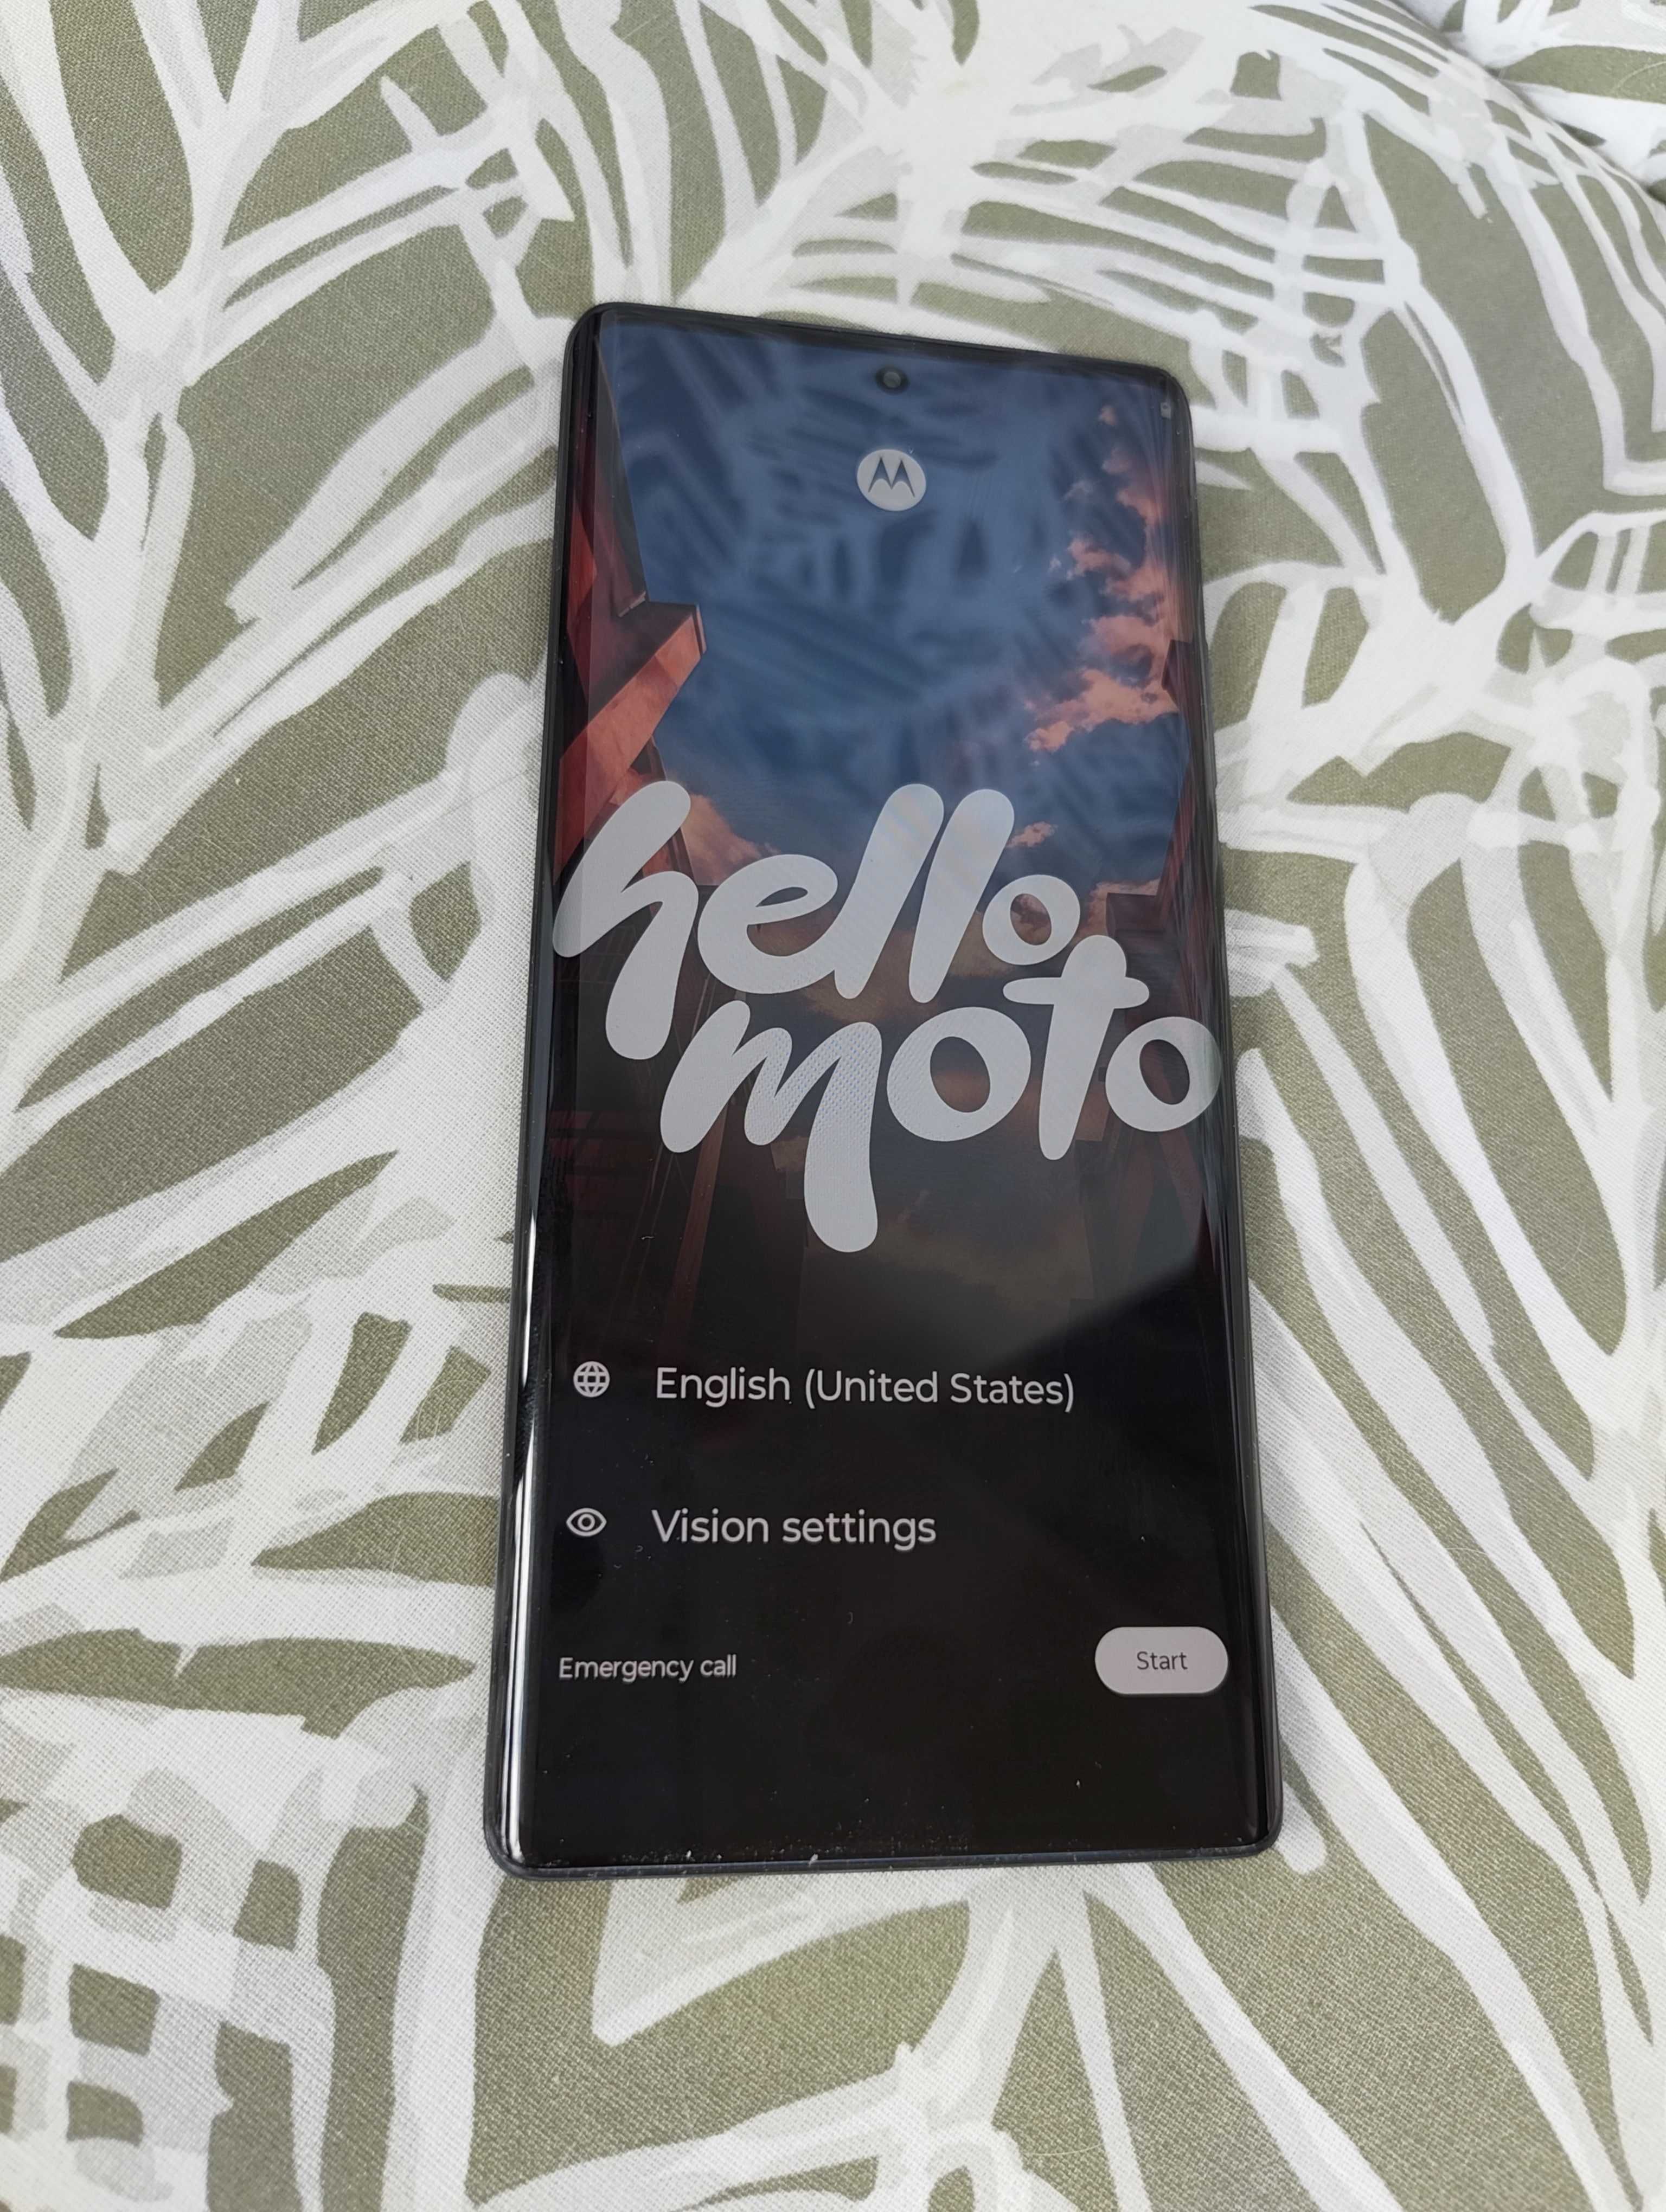 hello
moto
English (United States)
Vision settings
Emergency call
Start